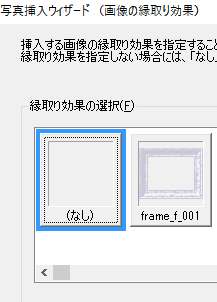 写真挿入ウィザード （画像の縁取り効果）
挿入する画像の縁取り効果を指定するこ
縁取り効果を指定しない場合には、「なし
縁取り効果の選択(F)
(なし)
frame_f_001